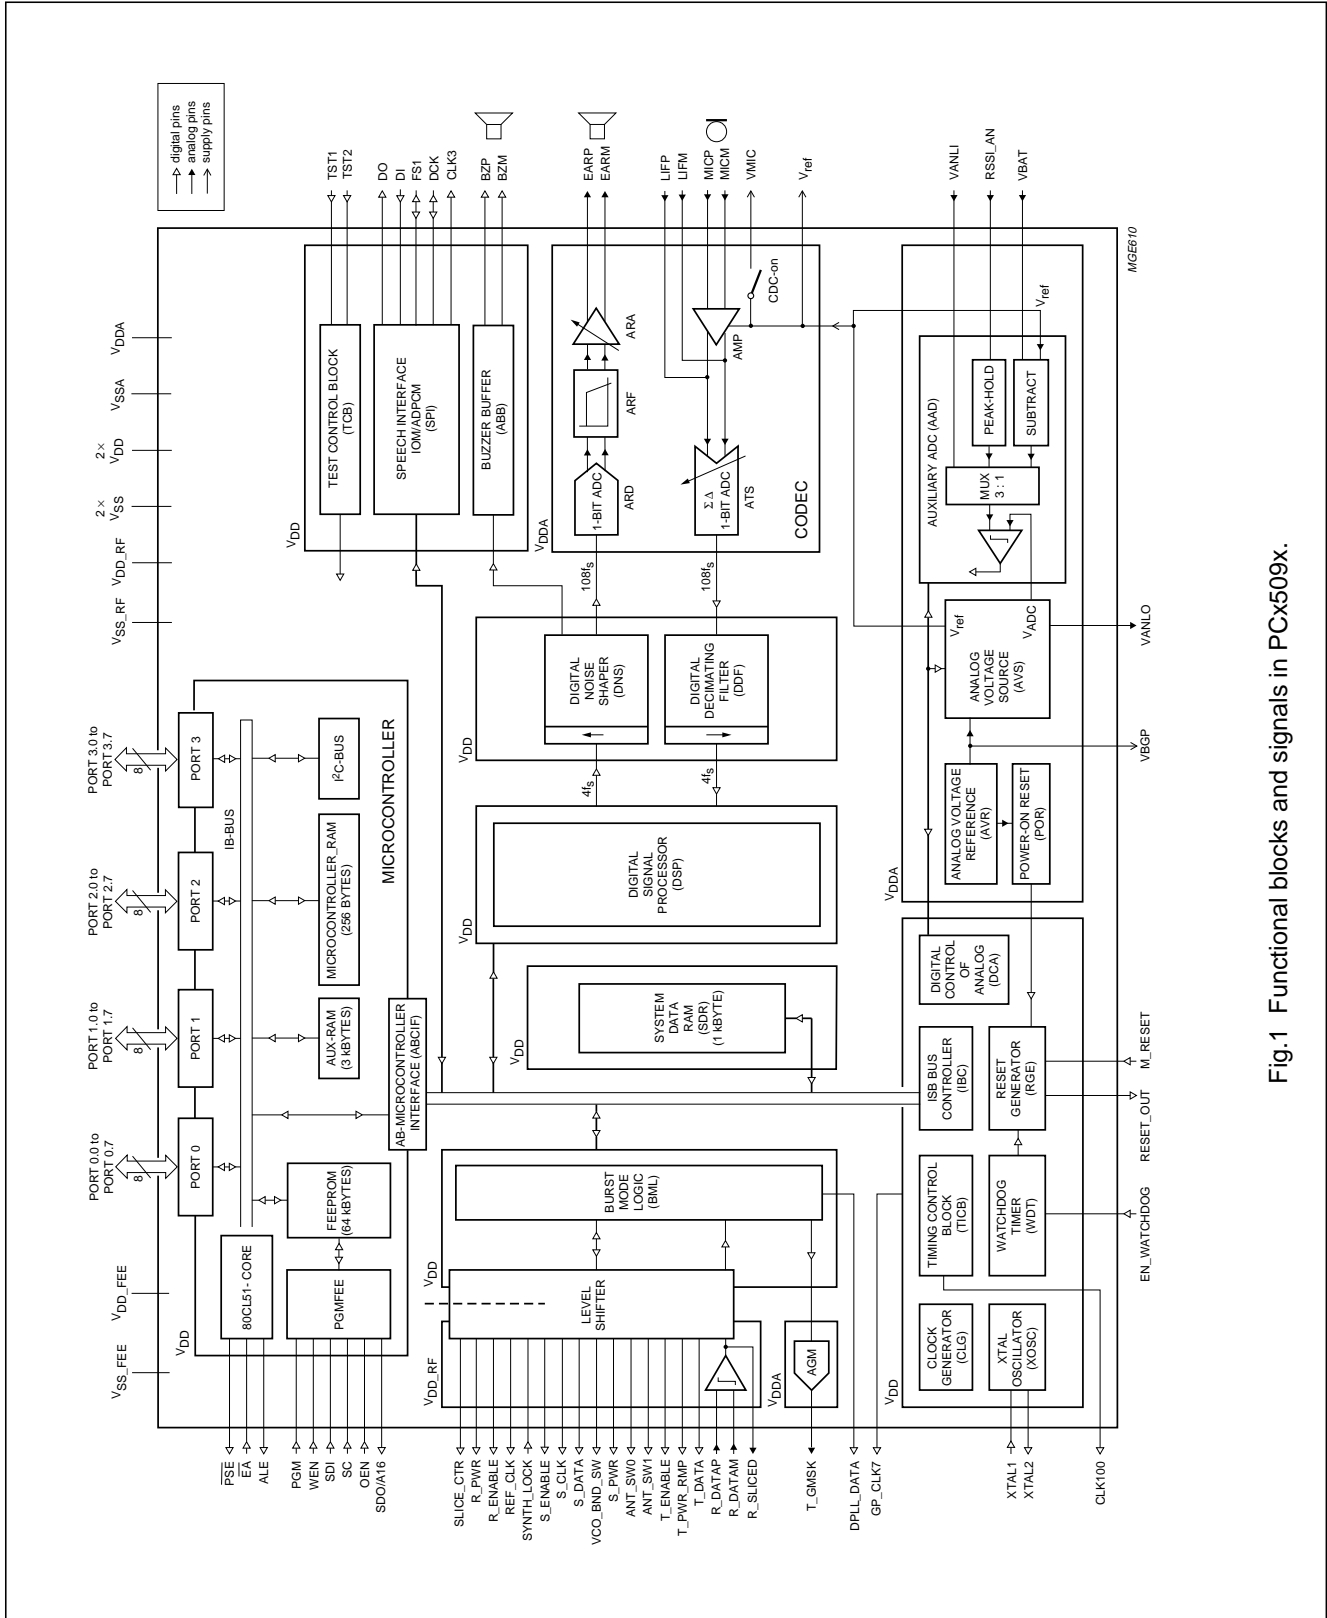 digital pins
analog pins
supply pins
VSS_FEE
VDD_FEE
PORT 0.0 to
PORT 0.7
PORT 1.0 to
PORT 1.7
PORT 2.0 to
PORT 2.7
PORT 3.0 to
PORT 3.7
VSS_RF
VDD_RF
2×
VSS
2×
VDD
VSSA
VDDA
8
8
8
8
PORT 0
PORT 1
PORT 2
PORT 3
IB-BUS
VDD
80CL51- CORE
PGMFEE
FEEPROM
(64 kBYTES)
AUX-RAM
(3 kBYTES)
MICROCONTROLLER_RAM
(256 BYTES)
I2C-BUS
MICROCONTROLLER
AB-MICROCONTROLLER
INTERFACE (ABCIF)
PSE
EA
ALE
PGM
WEN
SDI
SC
OEN
SDO/A16
SLICE_CTR
R_PWR
R_ENABLE
REF_CLK
SYNTH_LOCK
S_ENABLE
S_CLK
S_DATA
VCO_BND_SW
S_PWR
ANT_SW0
ANT_SW1
T_ENABLE
T_PWR_RMP
T_DATA
R_DATAP
R_DATAM
R_SLICED
T_GMSK
DPLL_DATA
GP_CLK7
XTAL1
XTAL2
CLK100
VDD_RF
VDD
LEVEL
SHIFTER
BURST
MODE
LOGIC
(BML)
VDDA
AGM
VDD
SYSTEM
DATA
RAM
(SDR)
(1 kBYTE)
VDD
DIGITAL
SIGNAL
PROCESSOR
(DSP)
4fs
4fs
VDD
DIGITAL
NOISE
SHAPER
(DNS)
DIGITAL
DECIMATING
FILTER
(DDF)
108fs
108fs
VDD
TEST CONTROL BLOCK
(TCB)
SPEECH INTERFACE
IOM/ADPCM
(SPI)
BUZZER BUFFER
(ABB)
TST1
TST2
DO
DI
FS1
DCK
CLK3
BZP
BZM
VDDA
1-BIT ADC
ARD
ARF
ARA
EARP
EARM
Σ Δ
1-BIT ADC
ATS
AMP
CDC-on
CODEC
LIFP
LIFM
MICP
MICM
VMIC
Vref
VDD
CLOCK
GENERATOR
(CLG)
TIMING CONTROL
BLOCK
(TICB)
ISB BUS
CONTROLLER
(IBC)
DIGITAL
CONTROL
OF
ANALOG
(DCA)
XTAL
OSCILLATOR
(XOSC)
WATCHDOG
TIMER
(WDT)
RESET
GENERATOR
(RGE)
EN_WATCHDOG
RESET_OUT
M_RESET
VDDA
ANALOG VOLTAGE
REFERENCE
(AVR)
POWER-ON RESET
(POR)
Vref
VADC
ANALOG
VOLTAGE
SOURCE
(AVS)
AUXILIARY ADC (AAD)
MUX
3 : 1
PEAK-HOLD
SUBTRACT
Vref
VANLI
RSSI_AN
VBAT
VBGP
VANLO
MGE610
Fig.1 Functional blocks and signals in PCx509x.